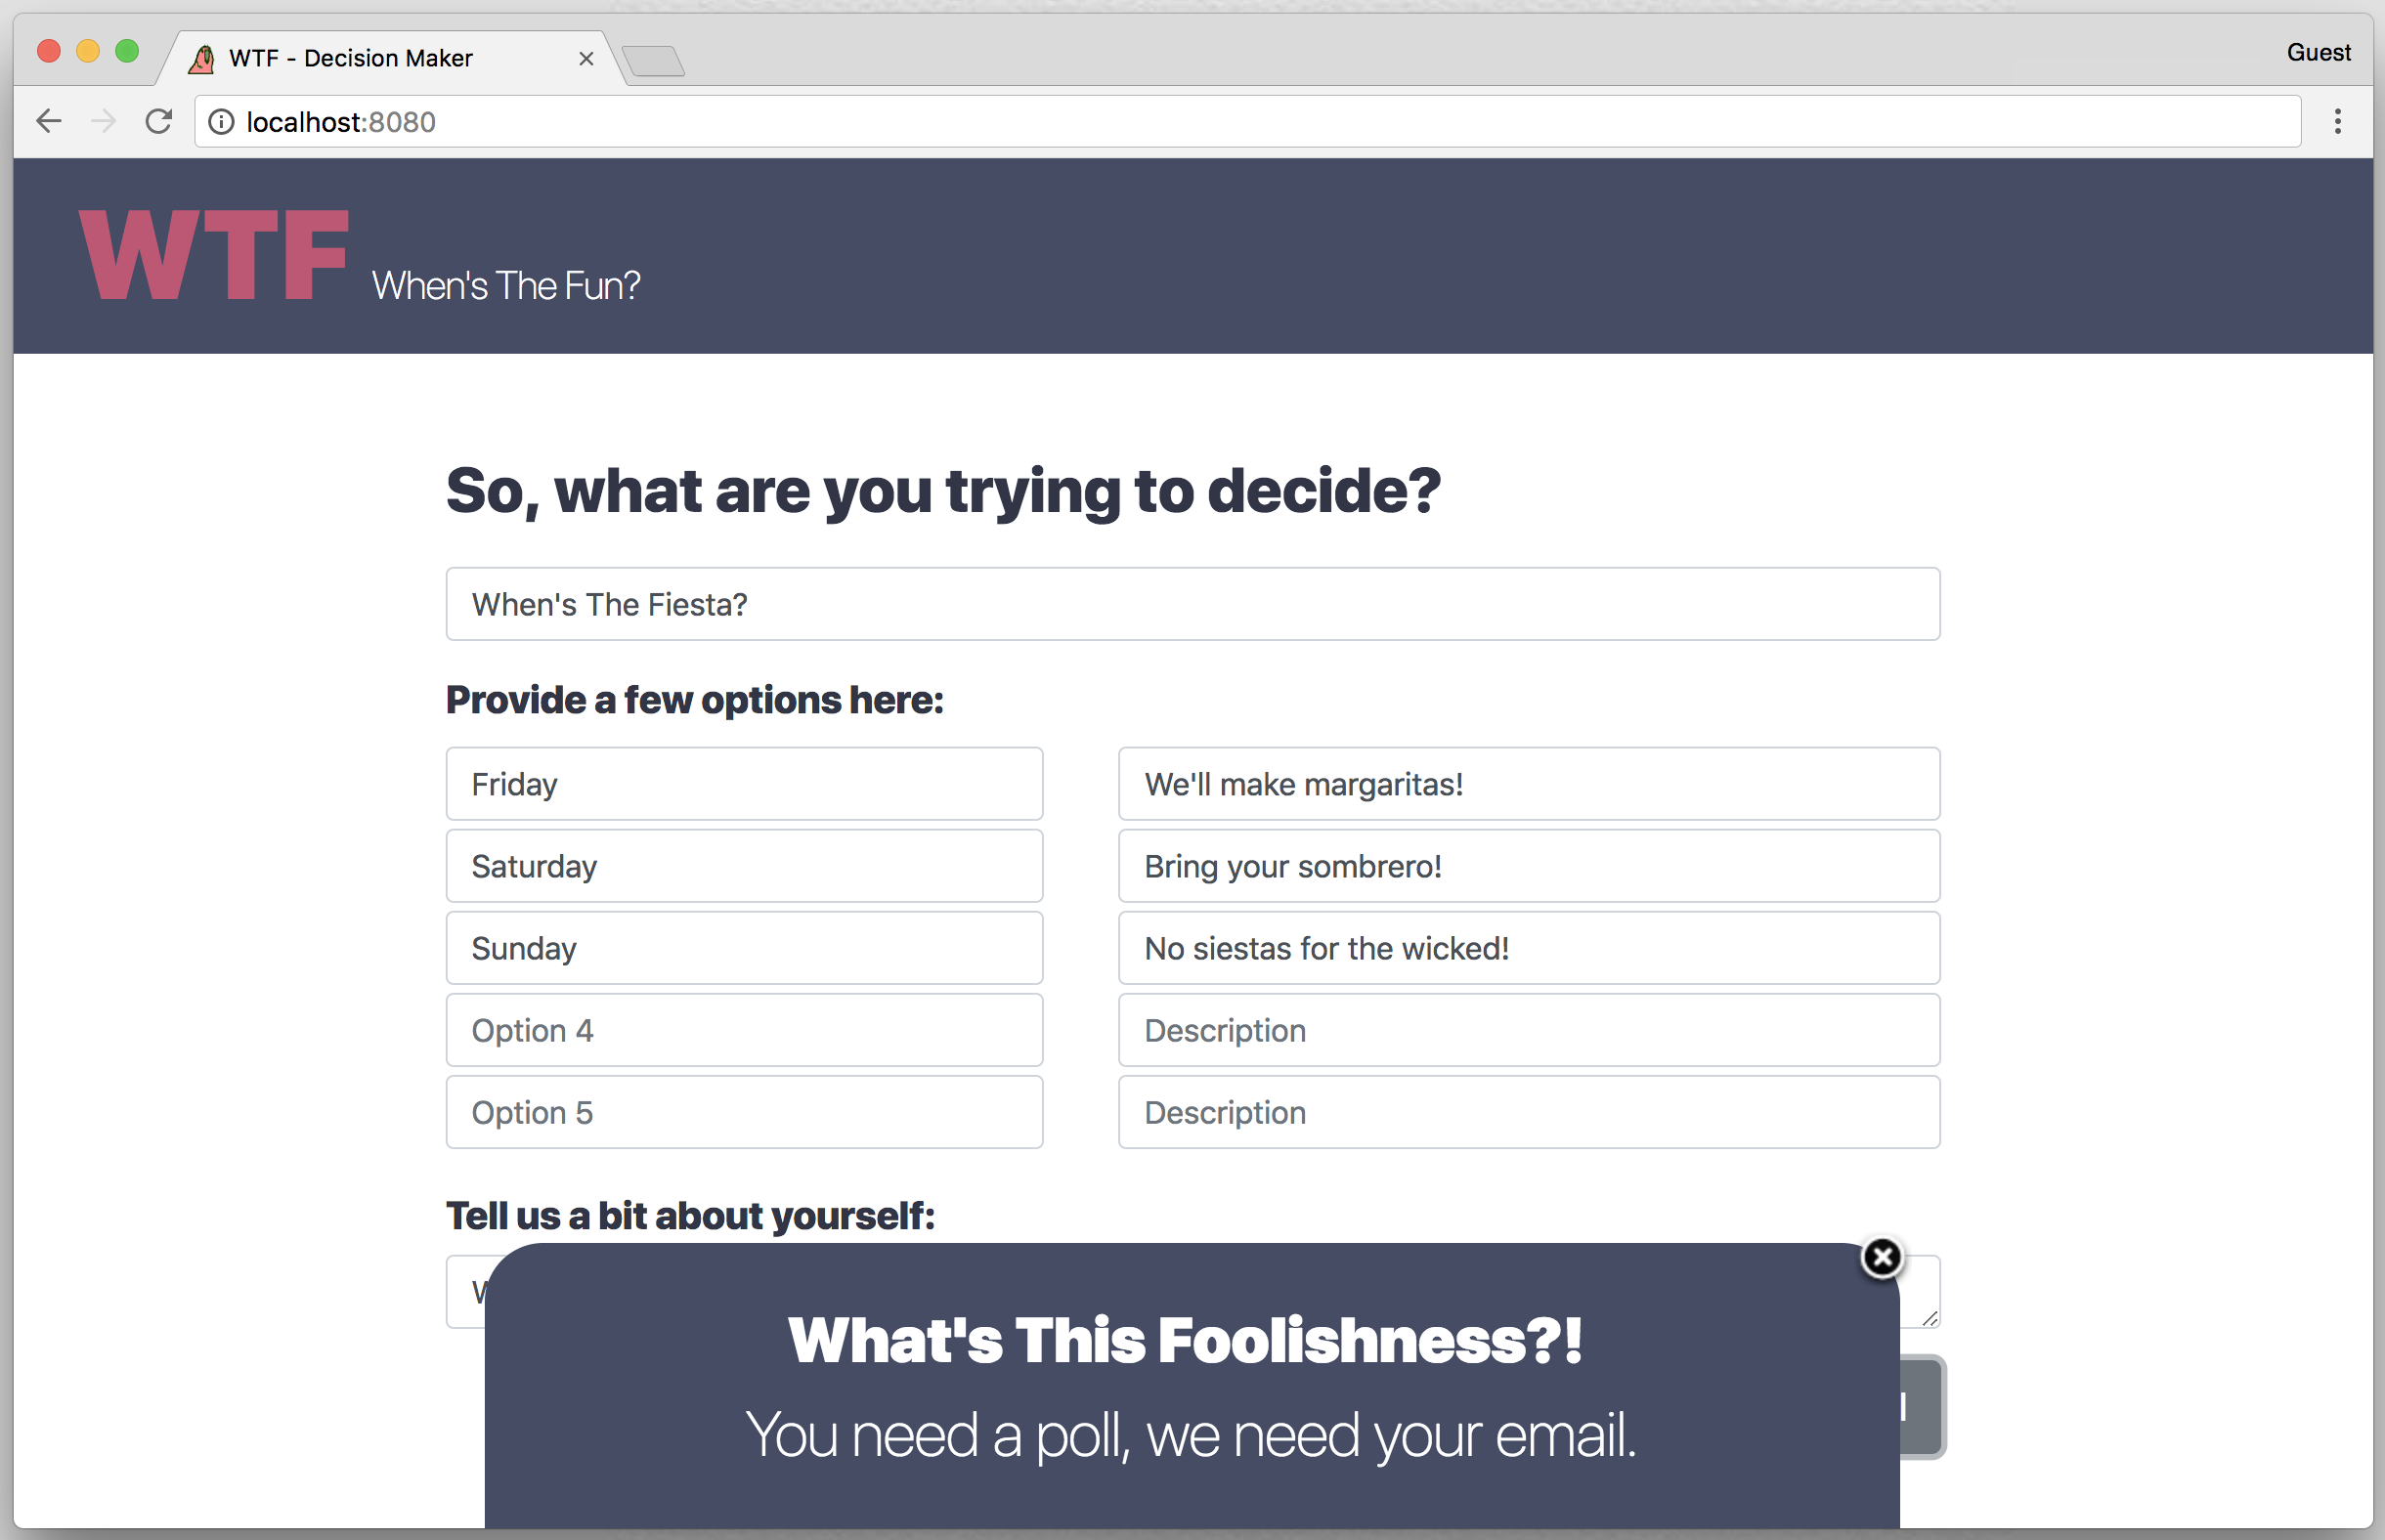 WTF - Decision Maker
Guest
localhost:8080
WTF When's The Fun?
So, what are you trying to decide?
When's The Fiesta?
Provide a few options here:
Friday We'll make margaritas!
Saturday Bring your sombrero!
Sunday No siestas for the wicked!
Option 4 Description
Option 5 Description
Tell us a bit about yourself:
What's This Foolishness?!
You need a poll, we need your email.